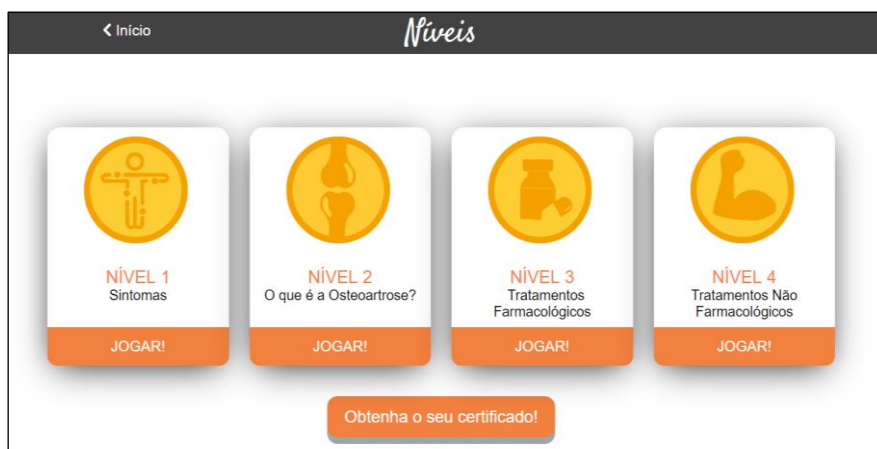 Início
Níveis
NÍVEL 1
Sintomas
JOGAR!
NÍVEL 2
O que é a Osteoartrose?
JOGAR!
NÍVEL 3
Tratamentos
Farmacológicos
JOGAR!
NÍVEL 4
Tratamentos Não
Farmacológicos
JOGAR!
Obtenha o seu certificado!